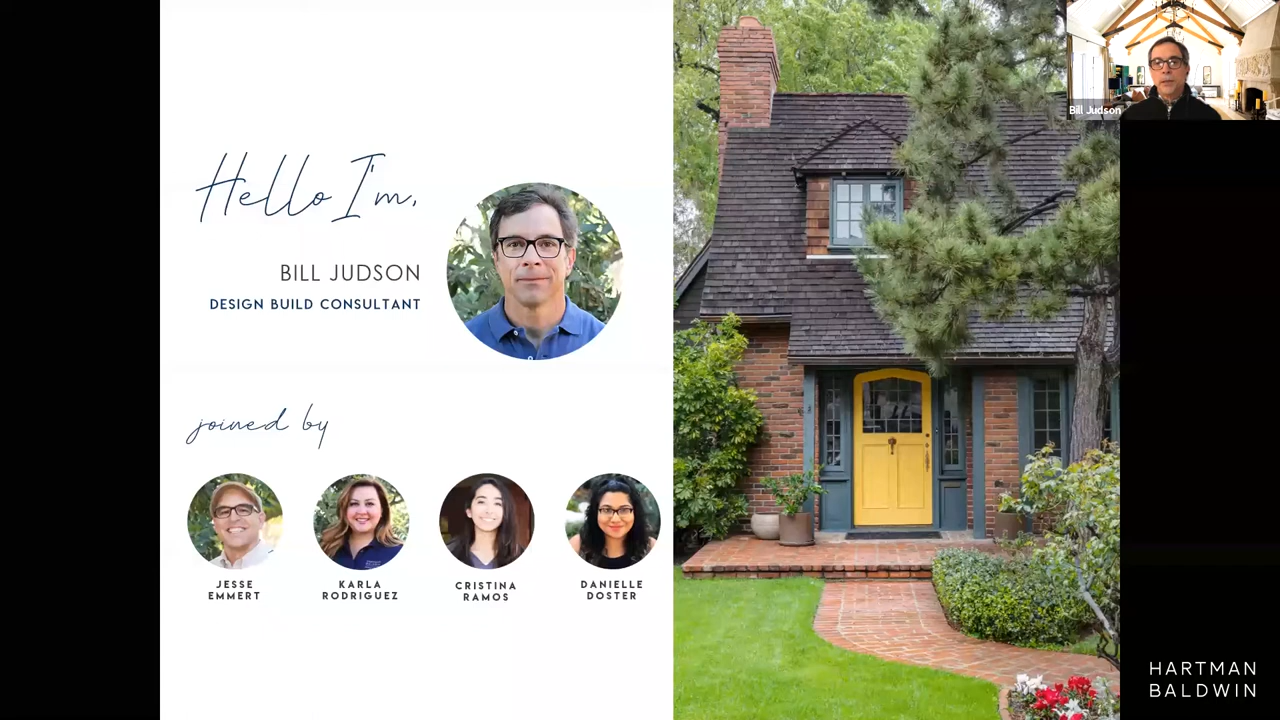 Hello I'm,
BILL JUDSON
DESIGN BUILD CONSULTANT
joined by
JESSE
EMMERT
KARLA
RODRIGUEZ
CRISTINA
RAMOS
DANIELLE
DOSTER
Bill Judson
HARTMAN
BALDWIN